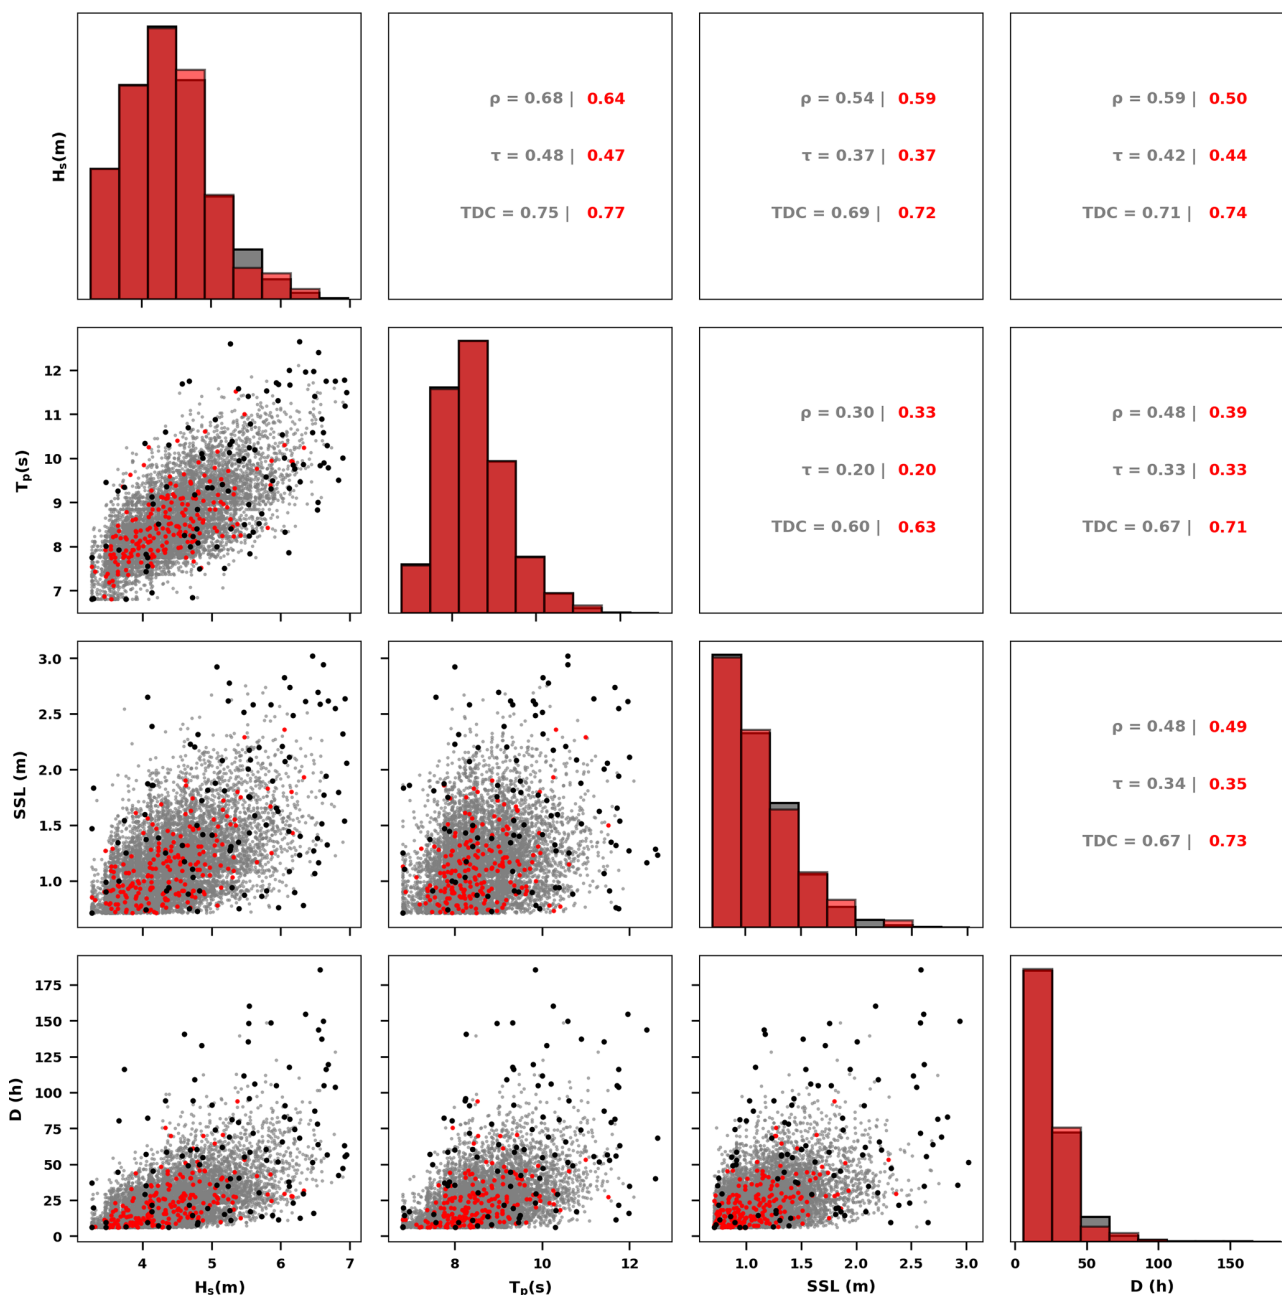 H_s(m)
ρ = 0.68 | 0.64
τ = 0.48 | 0.47
TDC = 0.75 | 0.77
ρ = 0.54 | 0.59
τ = 0.37 | 0.37
TDC = 0.69 | 0.72
ρ = 0.59 | 0.50
τ = 0.42 | 0.44
TDC = 0.71 | 0.74
T_p(s)
12
11
10
9
8
7
ρ = 0.30 | 0.33
τ = 0.20 | 0.20
TDC = 0.60 | 0.63
ρ = 0.48 | 0.39
τ = 0.33 | 0.33
TDC = 0.67 | 0.71
SSL (m)
3.0
2.5
2.0
1.5
1.0
ρ = 0.48 | 0.49
τ = 0.34 | 0.35
TDC = 0.67 | 0.73
D (h)
175
150
125
100
75
50
25
0
4 5 6 7
H_s(m)
8 10 12
T_p(s)
1.0 1.5 2.0 2.5 3.0
SSL (m)
0 50 100 150
D (h)